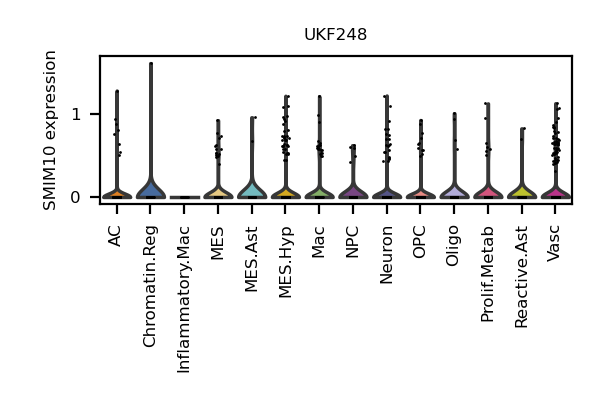 UKF248
SMIM10 expression
1
0
AC
Chromatin.Reg
Inflammatory.Mac
MES
MES.Ast
MES.Hyp
Mac
NPC
Neuron
OPC
Oligo
Prolif.Metab
Reactive.Ast
Vasc